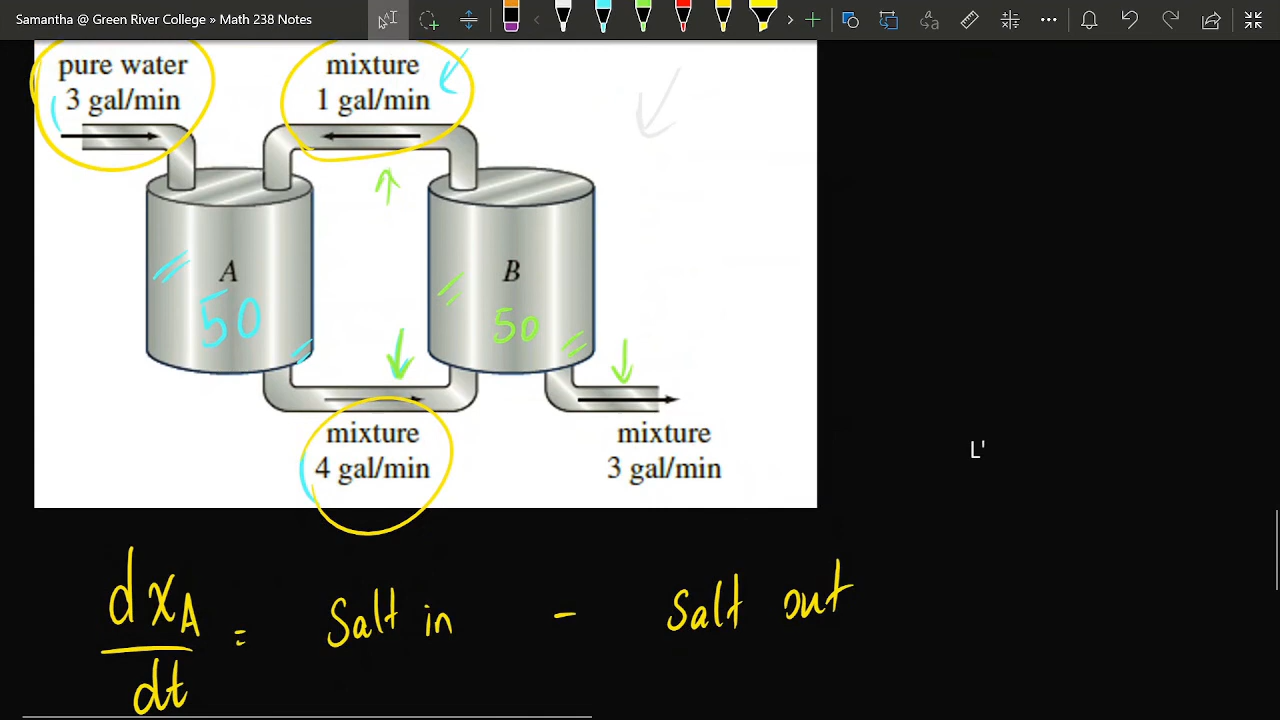 Samantha @ Green River College » Math 238 Notes
pure water
3 gal/min
mixture
1 gal/min
A
50
B
50
mixture
4 gal/min
mixture
3 gal/min
L'
dxA
= Salt in - Salt out
dt